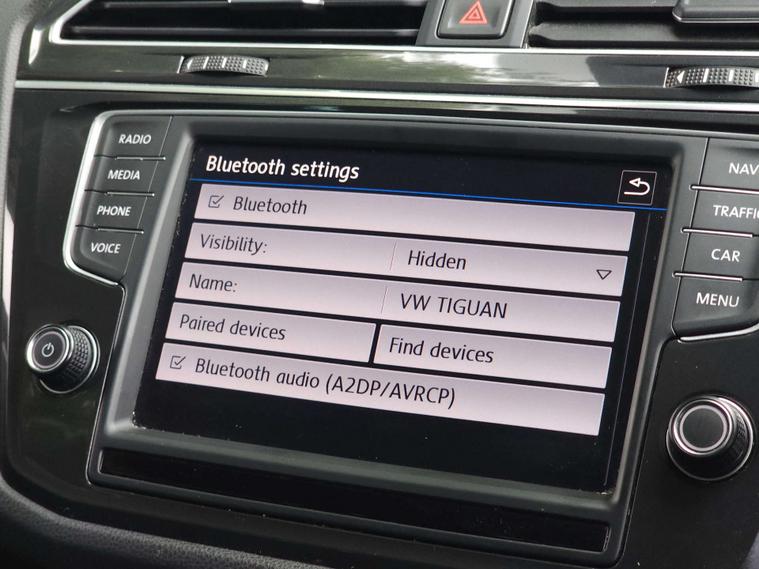 RADIO
MEDIA
PHONE
VOICE
Bluetooth settings
Bluetooth
Visibility: Hidden
Name: VW TIGUAN
Paired devices Find devices
Bluetooth audio (A2DP/AVRCP)
NAV
TRAFFIC
CAR
MENU